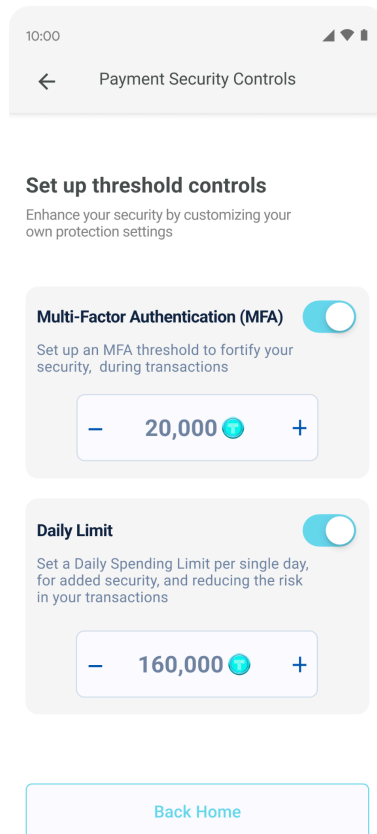 10:00
Payment Security Controls
Set up threshold controls
Enhance your security by customizing your
own protection settings
Multi-Factor Authentication (MFA)
Set up an MFA threshold to fortify your
security, during transactions
– 20,000 T +
Daily Limit
Set a Daily Spending Limit per single day,
for added security, and reducing the risk
in your transactions
– 160,000 T +
Back Home